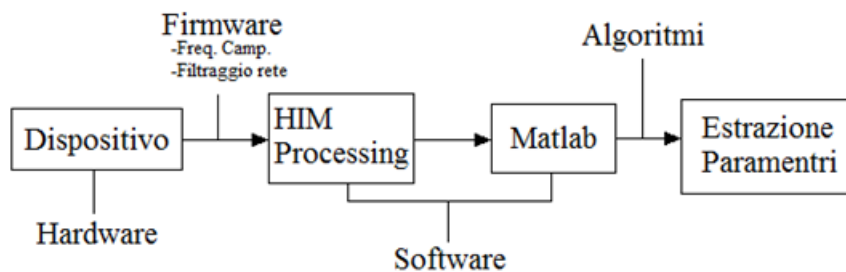 Firmware
-Freq. Camp.
-Filtraggio rete
Algoritmi
Dispositivo
HIM
Processing
Matlab
Estrazione
Paramentri
Hardware
Software